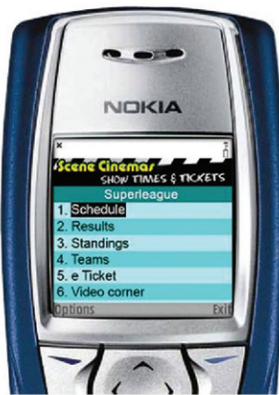 NOKIA
Scene Cinemas
SHOW TIMES & TICKETS
Superleague
1. Schedule
2. Results
3. Standings
4. Teams
5. e Ticket
6. Video corner
Options Exit